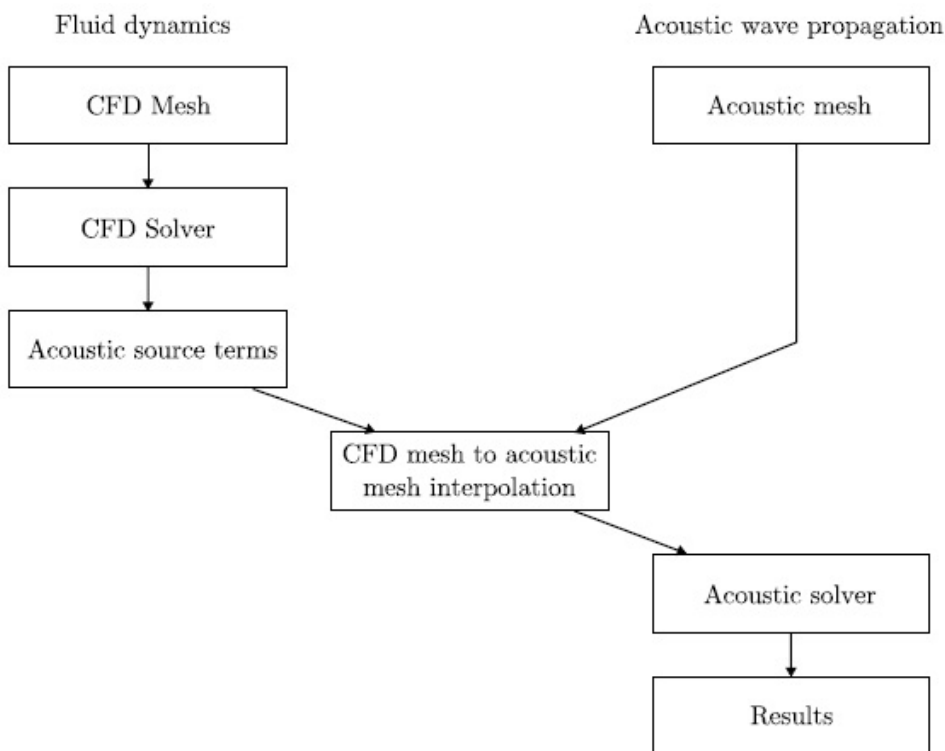 Fluid dynamics
Acoustic wave propagation
CFD Mesh
Acoustic mesh
CFD Solver
Acoustic source terms
CFD mesh to acoustic
mesh interpolation
Acoustic solver
Results